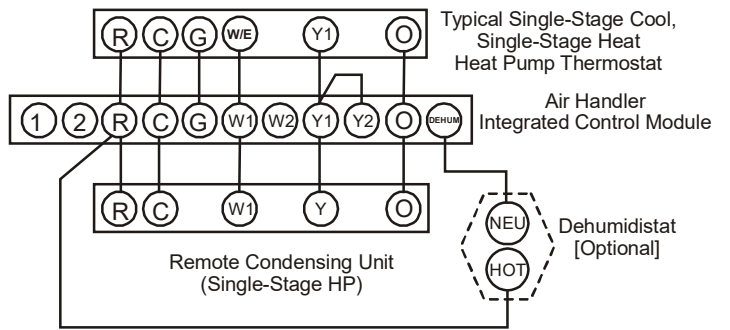 R C G W/E Y1 O
Typical Single-Stage Cool,
Single-Stage Heat
Heat Pump Thermostat
1 2 R C G W1 W2 Y1 Y2 O DEHUM
Air Handler
Integrated Control Module
R C W1 Y O
Remote Condensing Unit
(Single-Stage HP)
NEU
HOT
Dehumidistat
[Optional]